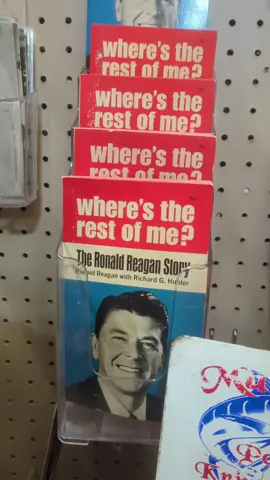 where's the
rest of me?
where's the
rest of me?
where's the
rest of me?
where's the
rest of me?
The Ronald Reagan Story
Ronald Reagan with Richard G. Hubler